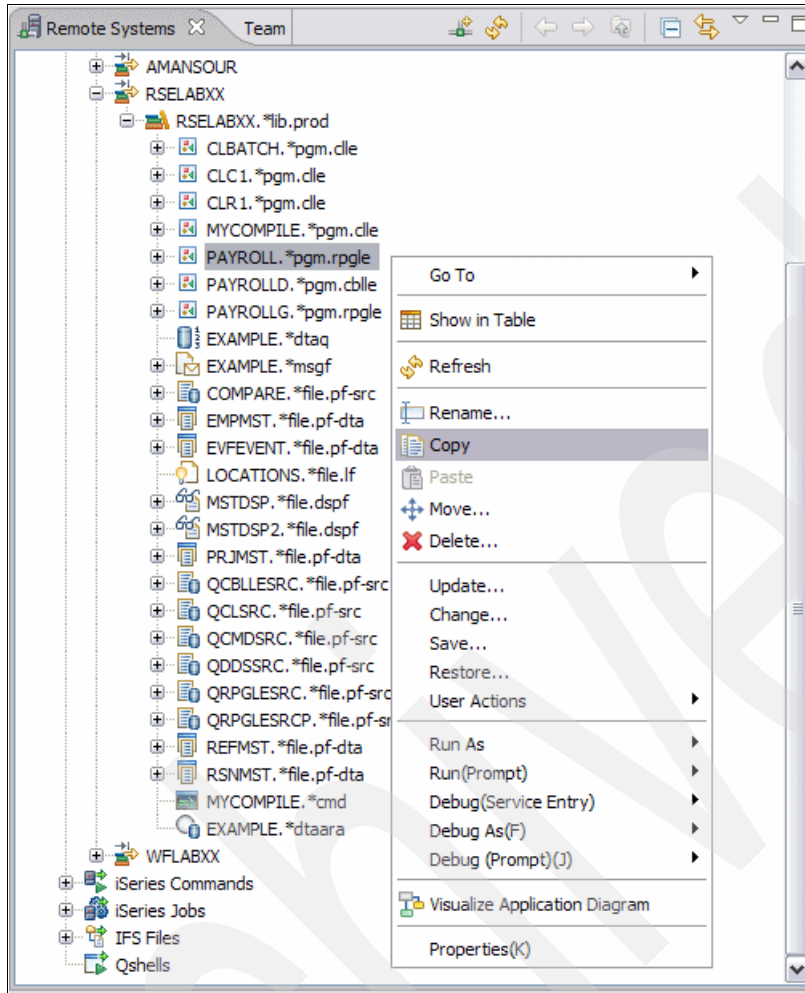 Remote Systems Team
AMANSOUR
RSELABXX
RSELABXX.*lib.prod
CLBATCH.*pgm.clle
CLC1.*pgm.clle
CLR1.*pgm.clle
MYCOMPILE.*pgm.clle
PAYROLL.*pgm.rpgle
PAYROLLD.*pgm.cblle
PAYROLLG.*pgm.rpgle
EXAMPLE.*dtaq
EXAMPLE.*msgf
COMPARE.*file.pf-src
EMPMST.*file.pf-dta
EVFEVENT.*file.pf-dta
LOCATIONS.*file.lf
MSTDSP.*file.dspf
MSTDSP2.*file.dspf
PRJMST.*file.pf-dta
QCBLLESRC.*file.pf-src
QCLSRC.*file.pf-src
QCMDSRC.*file.pf-src
QDDSSRC.*file.pf-src
QRPGLESRC.*file.pf-src
QRPGLESRCP.*file.pf-sr
REFMST.*file.pf-dta
RSNMST.*file.pf-dta
MYCOMPILE.*cmd
EXAMPLE.*dtaara
WFLABXX
iSeries Commands
iSeries Jobs
IFS Files
Qshells
Go To
Show in Table
Refresh
Rename...
Copy
Paste
Move...
Delete...
Update...
Change...
Save...
Restore...
User Actions
Run As
Run(Prompt)
Debug(Service Entry)
Debug As(F)
Debug (Prompt)(J)
Visualize Application Diagram
Properties(K)